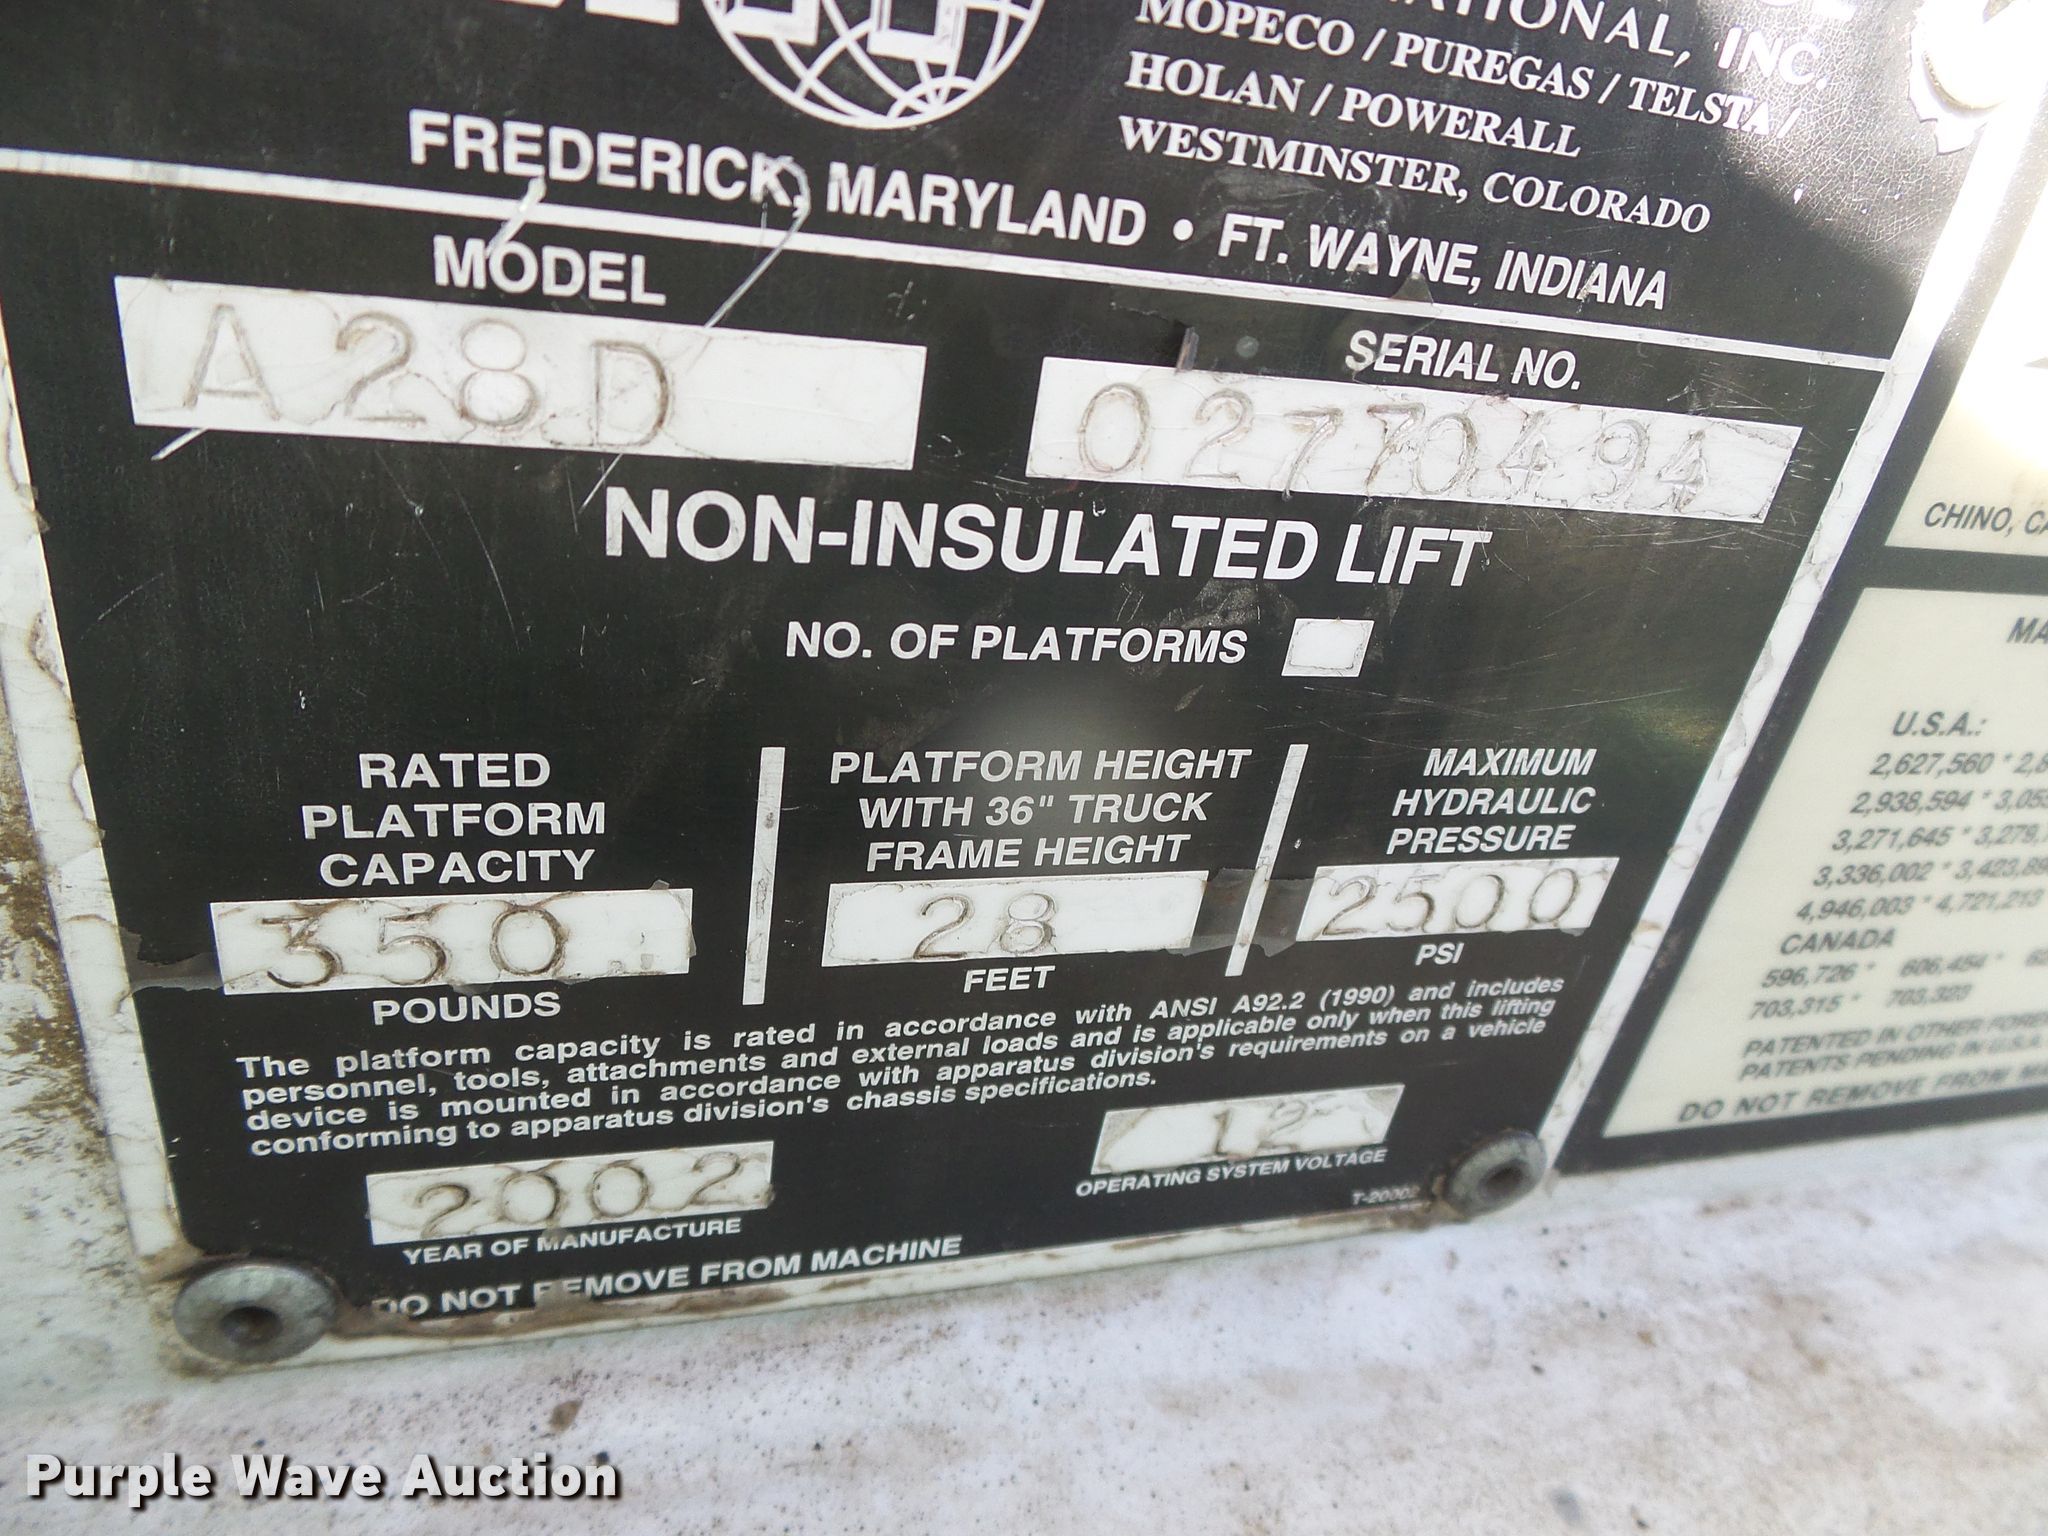 INC.
MOPECO / PUREGAS / TELSTA /
HOLAN / POWERALL
WESTMINSTER, COLORADO
FREDERICK, MARYLAND • FT. WAYNE, INDIANA
MODEL
A28D
SERIAL NO.
02770494
NON-INSULATED LIFT
NO. OF PLATFORMS
RATED
PLATFORM
CAPACITY
350
POUNDS
PLATFORM HEIGHT
WITH 36" TRUCK
FRAME HEIGHT
28
FEET
MAXIMUM
HYDRAULIC
PRESSURE
2500
PSI
The platform capacity is rated in accordance with ANSI A92.2 (1990) and includes
personnel, tools, attachments and external loads and is applicable only when this lifting
device is mounted in accordance with apparatus division's requirements on a vehicle
conforming to apparatus division's chassis specifications.
2002
YEAR OF MANUFACTURE
12
OPERATING SYSTEM VOLTAGE
T-20002
DO NOT REMOVE FROM MACHINE
CHINO,
U.S.A.:
2,627,560 *
2,938,594 *
3,271,645 *
3,336,002 *
4,946,003 * 4,721,213
CANADA
596,726 * 606,454 *
703,315 * 703,323
PATENTED IN OTHER
PATENTS PENDING IN U.S.A.
DO NOT REMOVE FROM
Purple Wave Auction